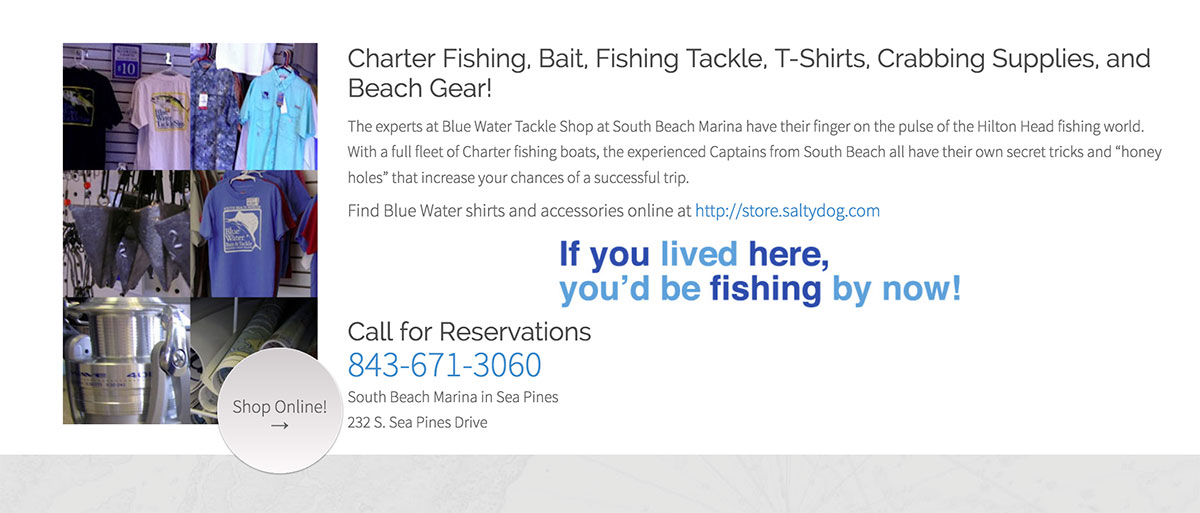 Charter Fishing, Bait, Fishing Tackle, T-Shirts, Crabbing Supplies, and
Beach Gear!
The experts at Blue Water Tackle Shop at South Beach Marina have their finger on the pulse of the Hilton Head fishing world.
With a full fleet of Charter fishing boats, the experienced Captains from South Beach all have their own secret tricks and “honey
holes” that increase your chances of a successful trip.
Find Blue Water shirts and accessories online at http://store.saltydog.com
If you lived here,
you’d be fishing by now!
Call for Reservations
843-671-3060
South Beach Marina in Sea Pines
232 S. Sea Pines Drive
$10
Blue
Water
Bait & Tackle
Shop Online!
→